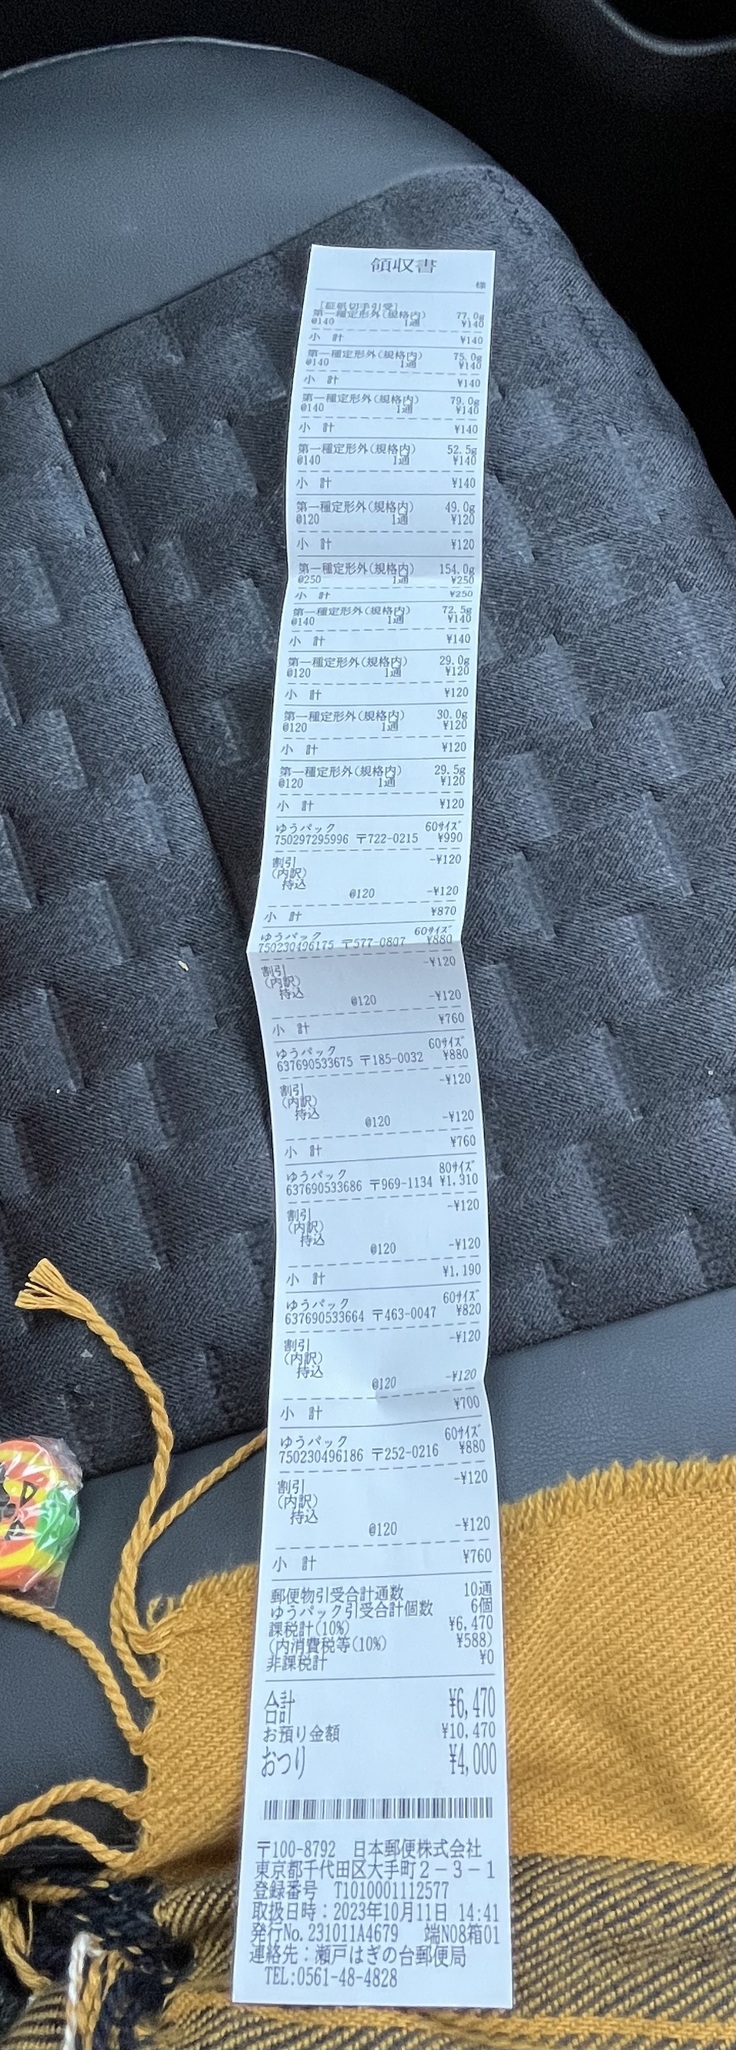 領収書
様
[証紙切手引受]
第一種定形外(規格内) 77.0g
@140 1通 ¥140
小 計 ¥140
第一種定形外(規格内) 75.0g
@140 1通 ¥140
小 計 ¥140
第一種定形外(規格内) 79.0g
@140 1通 ¥140
小 計 ¥140
第一種定形外(規格内) 52.5g
@140 1通 ¥140
小 計 ¥140
第一種定形外(規格内) 49.0g
@120 1通 ¥120
小 計 ¥120
第一種定形外(規格内) 154.0g
@250 1通 ¥250
小 計 ¥250
第一種定形外(規格内) 72.5g
@140 1通 ¥140
小 計 ¥140
第一種定形外(規格内) 29.0g
@120 1通 ¥120
小 計 ¥120
第一種定形外(規格内) 30.0g
@120 1通 ¥120
小 計 ¥120
第一種定形外(規格内) 29.5g
@120 1通 ¥120
小 計 ¥120
ゆうパック 60サイズ
750297295996 〒722-0215 ¥990
割引 -¥120
(内訳)
持込
@120 -¥120
小 計 ¥870
ゆうパック 60サイズ
750230496175 〒577-0807 ¥880
割引 -¥120
(内訳)
持込
@120 -¥120
小 計 ¥760
ゆうパック 60サイズ
637690533675 〒185-0032 ¥880
割引 -¥120
(内訳)
持込
@120 -¥120
小 計 ¥760
ゆうパック 80サイズ
637690533686 〒969-1134 ¥1,310
割引 -¥120
(内訳)
持込
@120 -¥120
小 計 ¥1,190
ゆうパック 60サイズ
637690533664 〒463-0047 ¥820
割引 -¥120
(内訳)
持込
@120 -¥120
小 計 ¥700
ゆうパック 60サイズ
750230496186 〒252-0216 ¥880
割引 -¥120
(内訳)
持込
@120 -¥120
小 計 ¥760
郵便物引受合計通数 10通
ゆうパック引受合計個数 6個
課税計(10%) ¥6,470
(内消費税等(10%) ¥588)
非課税計 ¥0
合計 ¥6,470
お預り金額 ¥10,470
おつり ¥4,000
〒100-8792 日本郵便株式会社
東京都千代田区大手町2-3-1
登録番号 T1010001112577
取扱日時：2023年10月11日 14:41
発行No.231011A4679 端N08箱01
連絡先：瀬戸はぎの台郵便局
TEL:0561-48-4828